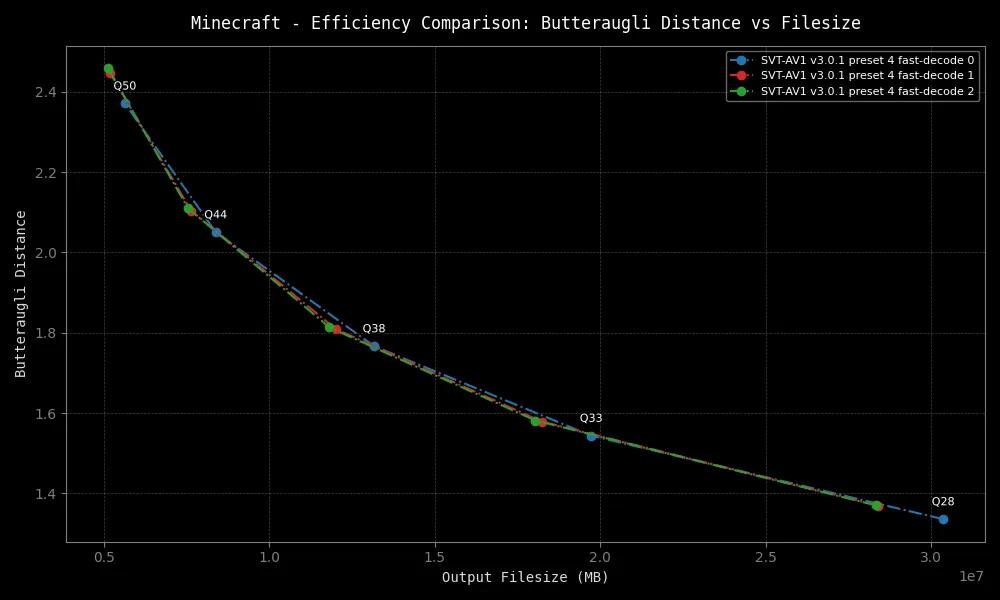 Minecraft - Efficiency Comparison: Butteraugli Distance vs Filesize
SVT-AV1 v3.0.1 preset 4 fast-decode 0
SVT-AV1 v3.0.1 preset 4 fast-decode 1
SVT-AV1 v3.0.1 preset 4 fast-decode 2
Butteraugli Distance
2.4
2.2
2.0
1.8
1.6
1.4
Q50
Q44
Q38
Q33
Q28
0.5 1.0 1.5 2.0 2.5 3.0
1e7
Output Filesize (MB)